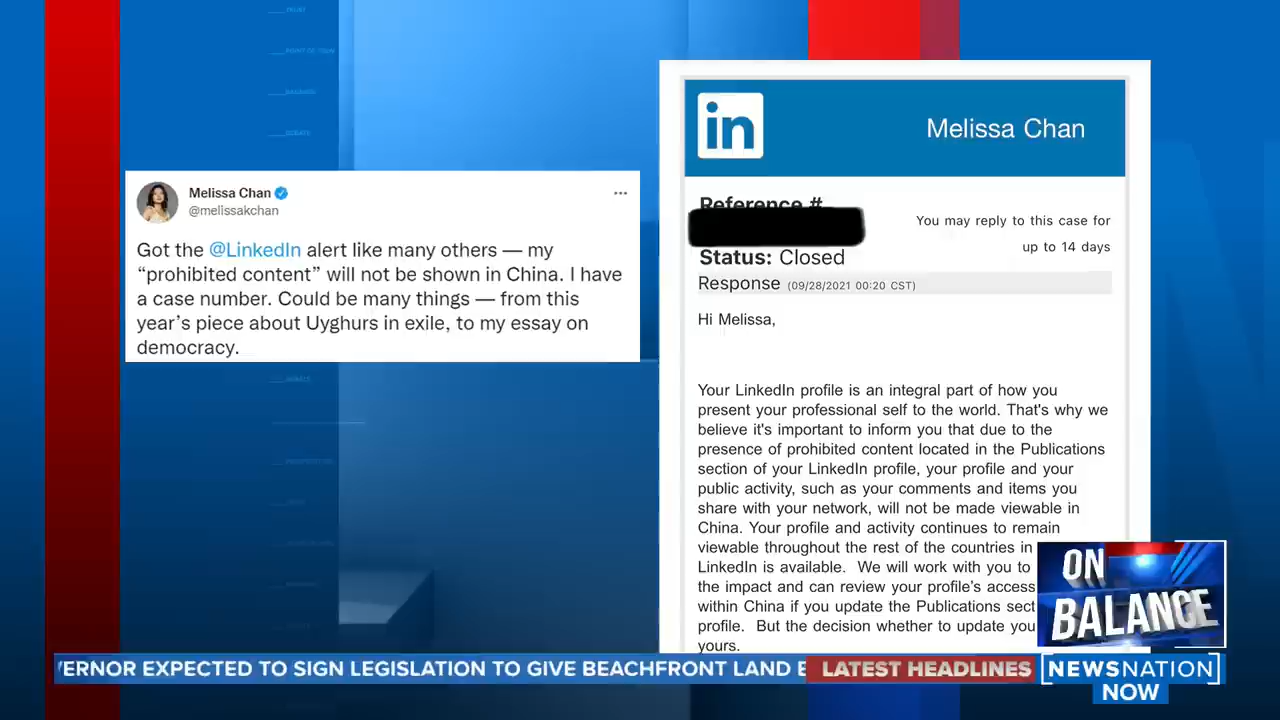 Melissa Chan
@melissakchan
Got the @LinkedIn alert like many others — my
“prohibited content” will not be shown in China. I have
a case number. Could be many things — from this
year’s piece about Uyghurs in exile, to my essay on
democracy.
in
Melissa Chan
Reference #
You may reply to this case for
up to 14 days
Status: Closed
Response (09/28/2021 00:20 CST)
Hi Melissa,
Your LinkedIn profile is an integral part of how you
present your professional self to the world. That's why we
believe it's important to inform you that due to the
presence of prohibited content located in the Publications
section of your LinkedIn profile, your profile and your
public activity, such as your comments and items you
share with your network, will not be made viewable in
China. Your profile and activity continues to remain
viewable throughout the rest of the countries in
LinkedIn is available. We will work with you to
the impact and can review your profile's access
within China if you update the Publications sect
profile. But the decision whether to update you
yours.
ON
BALANCE
VERNOR EXPECTED TO SIGN LEGISLATION TO GIVE BEACHFRONT LAND
LATEST HEADLINES
NEWSNATION
NOW